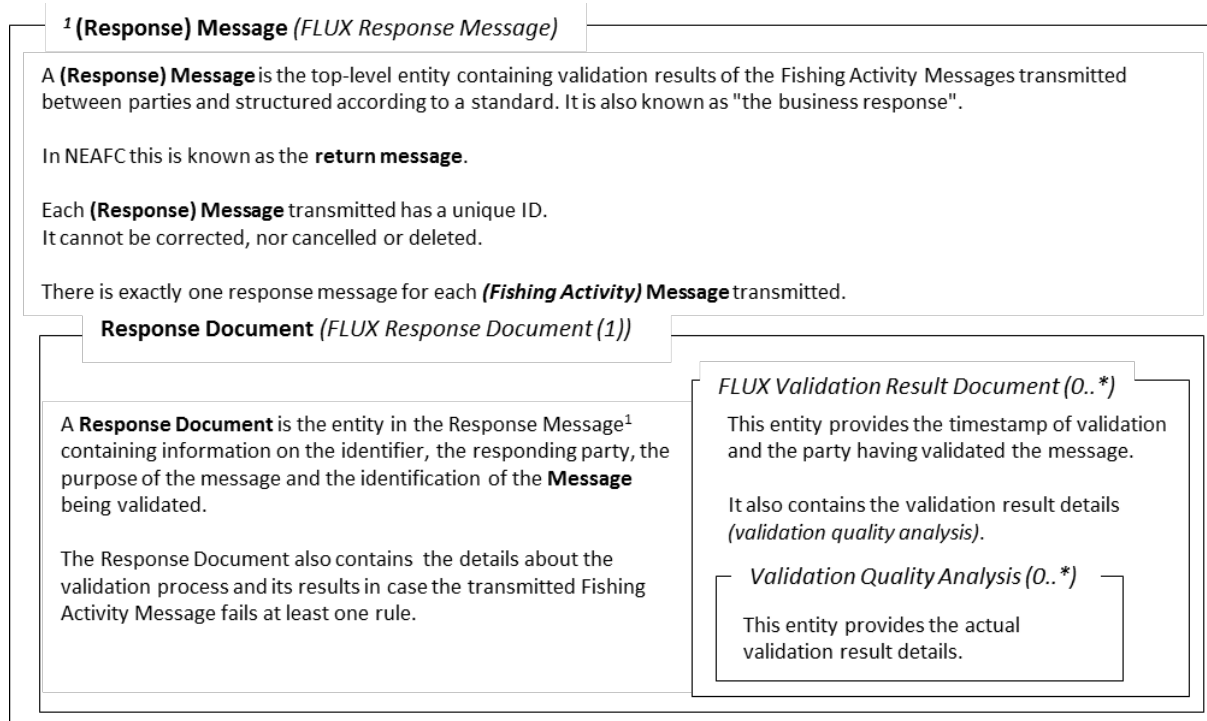 ¹ (Response) Message (FLUX Response Message)
A (Response) Message is the top-level entity containing validation results of the Fishing Activity Messages transmitted
between parties and structured according to a standard. It is also known as "the business response".
In NEAFC this is known as the return message.
Each (Response) Message transmitted has a unique ID.
It cannot be corrected, nor cancelled or deleted.
There is exactly one response message for each (Fishing Activity) Message transmitted.
Response Document (FLUX Response Document (1))
A Response Document is the entity in the Response Message¹
containing information on the identifier, the responding party, the
purpose of the message and the identification of the Message
being validated.
The Response Document also contains the details about the
validation process and its results in case the transmitted Fishing
Activity Message fails at least one rule.
FLUX Validation Result Document (0..*)
This entity provides the timestamp of validation
and the party having validated the message.
It also contains the validation result details
(validation quality analysis).
Validation Quality Analysis (0..*)
This entity provides the actual
validation result details.